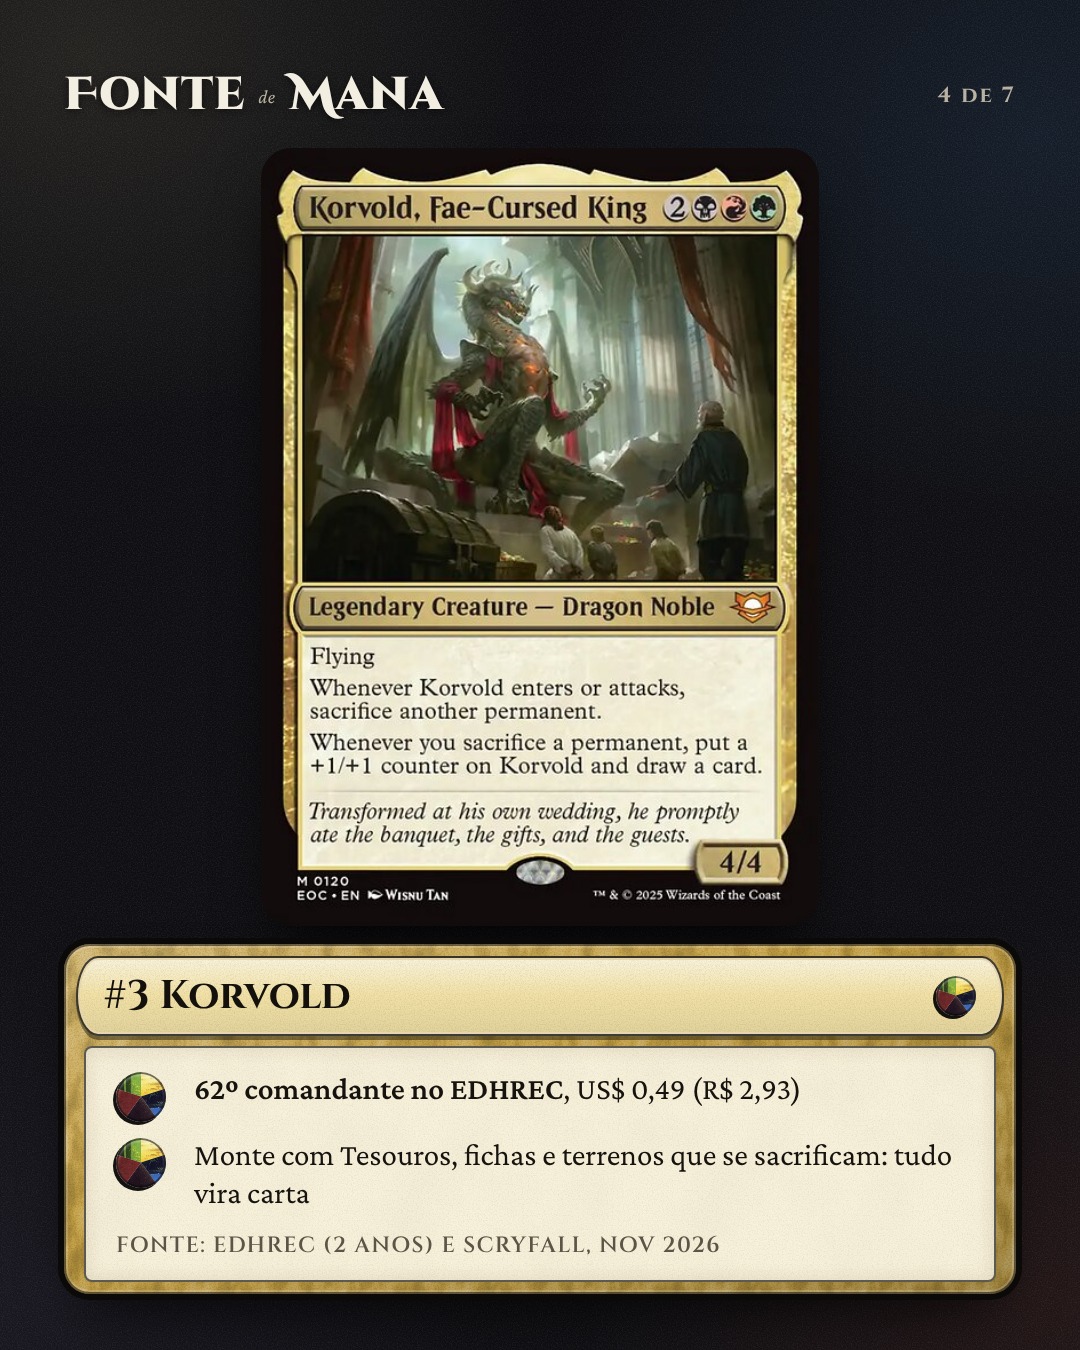 FONTE de MANA
4 DE 7
Korvold, Fae-Cursed King 2
Legendary Creature — Dragon Noble
Flying
Whenever Korvold enters or attacks,
sacrifice another permanent.
Whenever you sacrifice a permanent, put a
+1/+1 counter on Korvold and draw a card.
Transformed at his own wedding, he promptly
ate the banquet, the gifts, and the guests.
4/4
M 0120
EOC • EN Wisnu Tan
™ & © 2025 Wizards of the Coast
#3 KORVOLD
62º comandante no EDHREC, US$ 0,49 (R$ 2,93)
Monte com Tesouros, fichas e terrenos que se sacrificam: tudo
vira carta
FONTE: EDHREC (2 ANOS) E SCRYFALL, NOV 2026